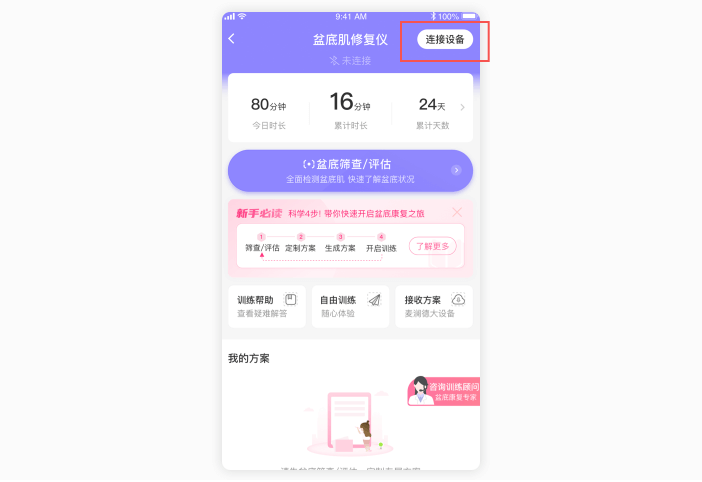 9:41 AM 100%
盆底肌修复仪 连接设备
未连接
80分钟 16分钟 24天
今日时长 累计时长 累计天数
盆底筛查/评估
全面检测盆底肌 快速了解盆底状况
新手必读 科学4步! 带你快速开启盆底康复之旅
1 2 3 4
筛查/评估 定制方案 生成方案 开启训练 了解更多
训练帮助 自由训练 接收方案
查看疑难解答 随心体验 麦澜德大设备
我的方案
咨询训练顾问
盆底康复专家